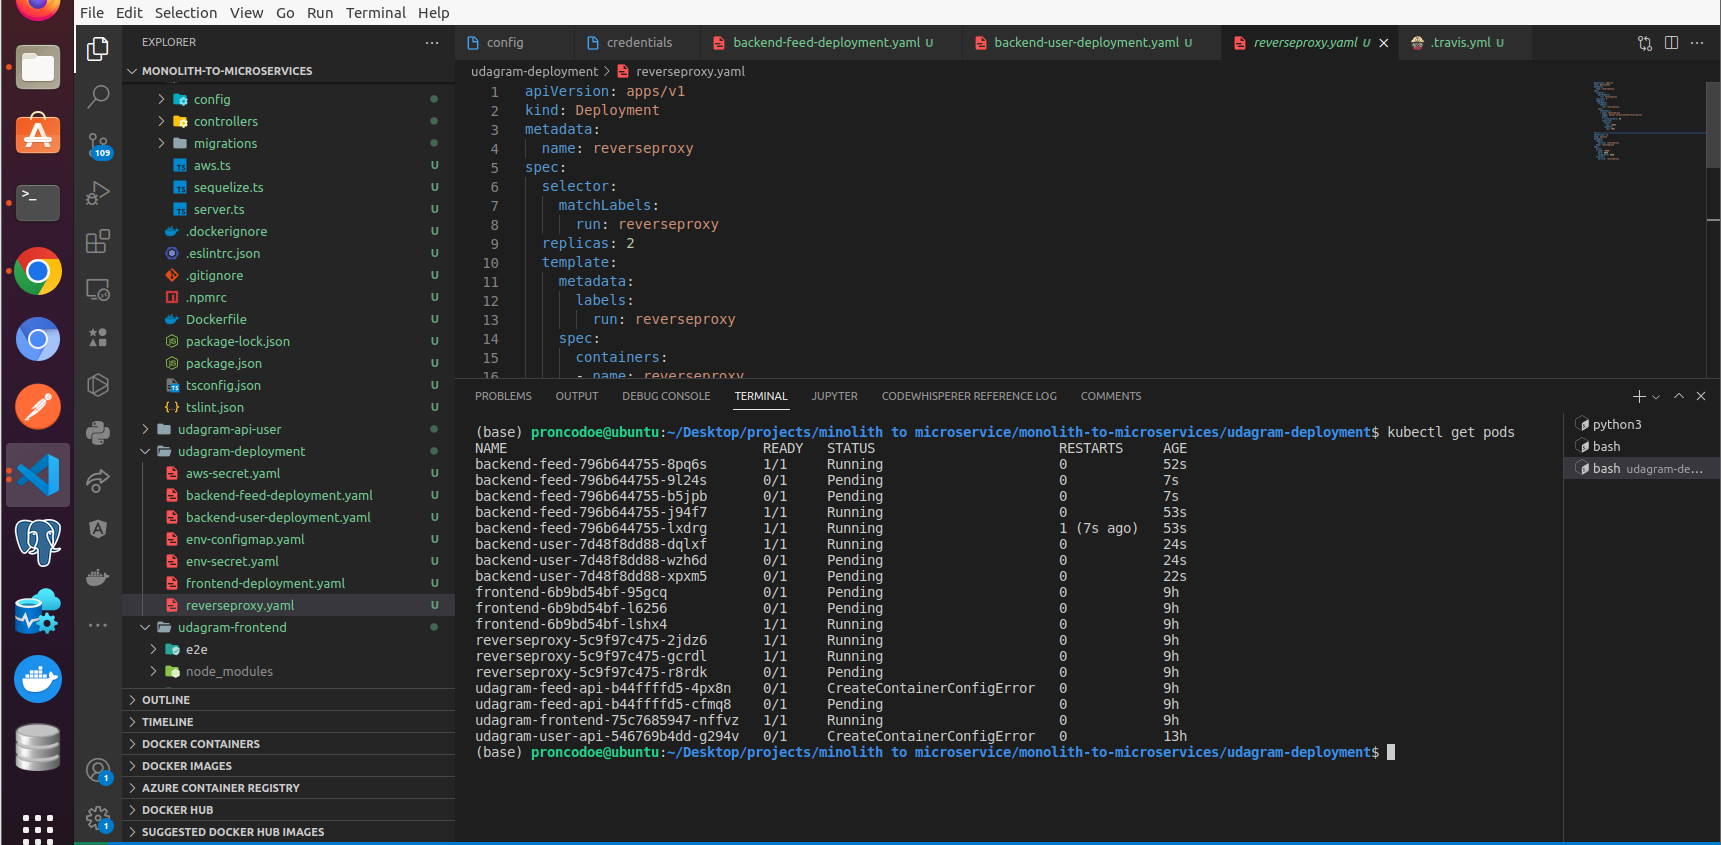 File Edit Selection View Go Run Terminal Help
EXPLORER
MONOLITH-TO-MICROSERVICES
config
controllers
migrations
aws.ts U
sequelize.ts U
server.ts U
.dockerignore U
.eslintrc.json U
.gitignore U
.npmrc U
Dockerfile U
package-lock.json U
package.json U
tsconfig.json U
tslint.json U
udagram-api-user
udagram-deployment
aws-secret.yaml U
backend-feed-deployment.yaml U
backend-user-deployment.yaml U
env-configmap.yaml U
env-secret.yaml U
frontend-deployment.yaml U
reverseproxy.yaml U
udagram-frontend
e2e
node_modules
OUTLINE
TIMELINE
DOCKER CONTAINERS
DOCKER IMAGES
AZURE CONTAINER REGISTRY
DOCKER HUB
SUGGESTED DOCKER HUB IMAGES
109
1
1
config credentials backend-feed-deployment.yaml U backend-user-deployment.yaml U reverseproxy.yaml U .travis.yml U
udagram-deployment > reverseproxy.yaml
1 apiVersion: apps/v1
2 kind: Deployment
3 metadata:
4 name: reverseproxy
5 spec:
6 selector:
7 matchLabels:
8 run: reverseproxy
9 replicas: 2
10 template:
11 metadata:
12 labels:
13 run: reverseproxy
14 spec:
15 containers:
16 - name: reverseproxy
PROBLEMS OUTPUT DEBUG CONSOLE TERMINAL JUPYTER CODEWHISPERER REFERENCE LOG COMMENTS
(base) proncodoe@ubuntu:~/Desktop/projects/minolith to microservice/monolith-to-microservices/udagram-deployment$ kubectl get pods
NAME READY STATUS RESTARTS AGE
backend-feed-796b644755-8pq6s 1/1 Running 0 52s
backend-feed-796b644755-9l24s 0/1 Pending 0 7s
backend-feed-796b644755-b5jpb 0/1 Pending 0 7s
backend-feed-796b644755-j94f7 1/1 Running 0 53s
backend-feed-796b644755-lxdrg 1/1 Running 1 (7s ago) 53s
backend-user-7d48f8dd88-dqlxf 1/1 Running 0 24s
backend-user-7d48f8dd88-wzh6d 0/1 Pending 0 24s
backend-user-7d48f8dd88-xpxm5 0/1 Pending 0 22s
frontend-6b9bd54bf-95gcq 0/1 Pending 0 9h
frontend-6b9bd54bf-l6256 0/1 Pending 0 9h
frontend-6b9bd54bf-lshx4 1/1 Running 0 9h
reverseproxy-5c9f97c475-2jdz6 1/1 Running 0 9h
reverseproxy-5c9f97c475-gcrdl 1/1 Running 0 9h
reverseproxy-5c9f97c475-r8rdk 0/1 Pending 0 9h
udagram-feed-api-b44ffffd5-4px8n 0/1 CreateContainerConfigError 0 9h
udagram-feed-api-b44ffffd5-cfmq8 0/1 Pending 0 9h
udagram-frontend-75c7685947-nffvz 1/1 Running 0 9h
udagram-user-api-546769b4dd-g294v 0/1 CreateContainerConfigError 0 13h
(base) proncodoe@ubuntu:~/Desktop/projects/minolith to microservice/monolith-to-microservices/udagram-deployment$
python3
bash
bash udagram-de...